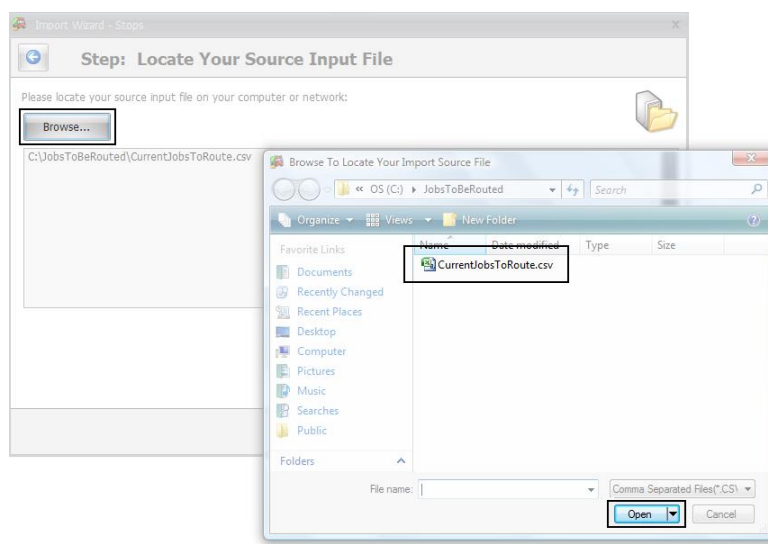 Import Wizard - Stops
Step: Locate Your Source Input File
Please locate your source input file on your computer or network:
Browse...
C:\JobsToBeRouted\CurrentJobsToRoute.csv
Browse To Locate Your Import Source File
« OS (C:) ▸ JobsToBeRouted
Search
Organize
Views
New Folder
Favorite Links
Name
Date modified
Type
Size
CurrentJobsToRoute.csv
Documents
Recently Changed
Recent Places
Desktop
Computer
Pictures
Music
Searches
Public
Folders
File name:
Comma Separated Files(*.CS\
Open
Cancel